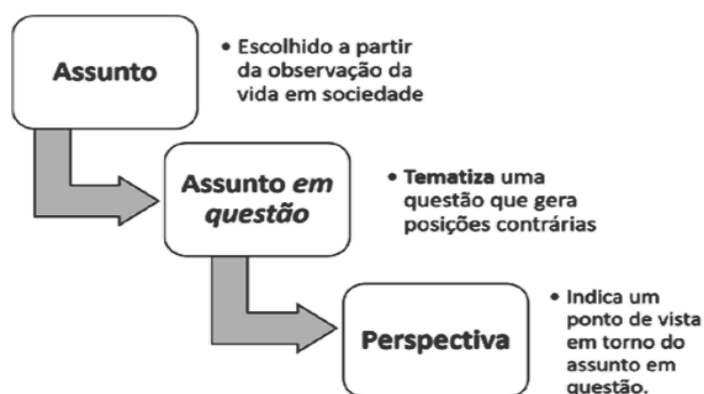 Assunto
• Escolhido a partir
da observação da
vida em sociedade
Assunto em
questão
• Tematiza uma
questão que gera
posições contrárias
Perspectiva
• Indica um
ponto de vista
em torno do
assunto em
questão.